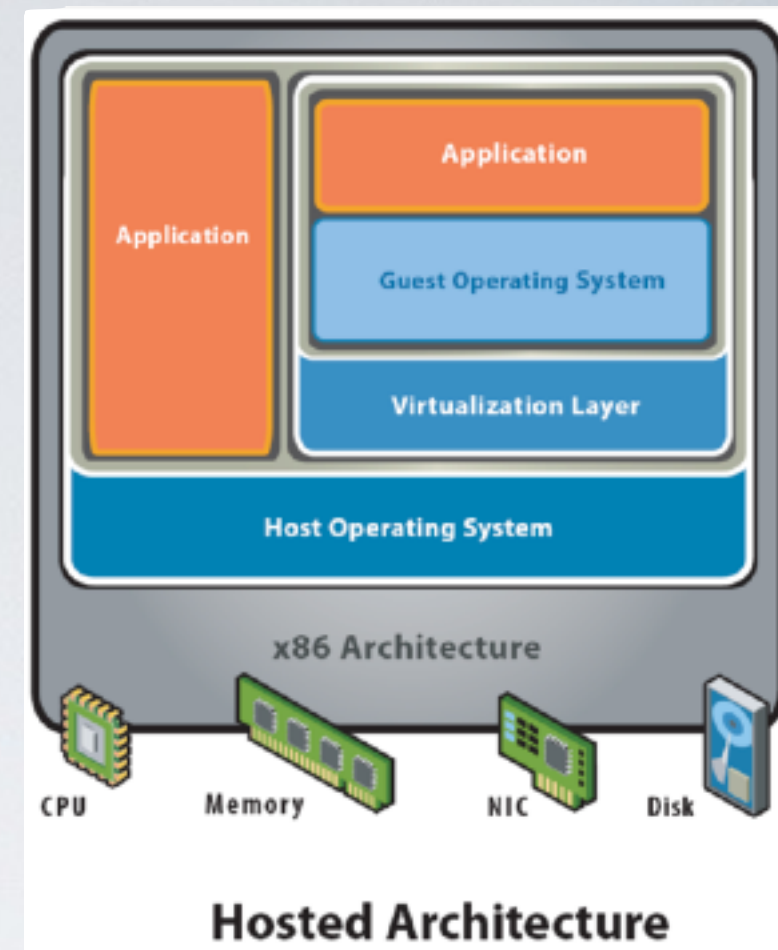 Application
Application
Guest Operating System
Virtualization Layer
Host Operating System
x86 Architecture
CPU
Memory
NIC
Disk
Hosted Architecture